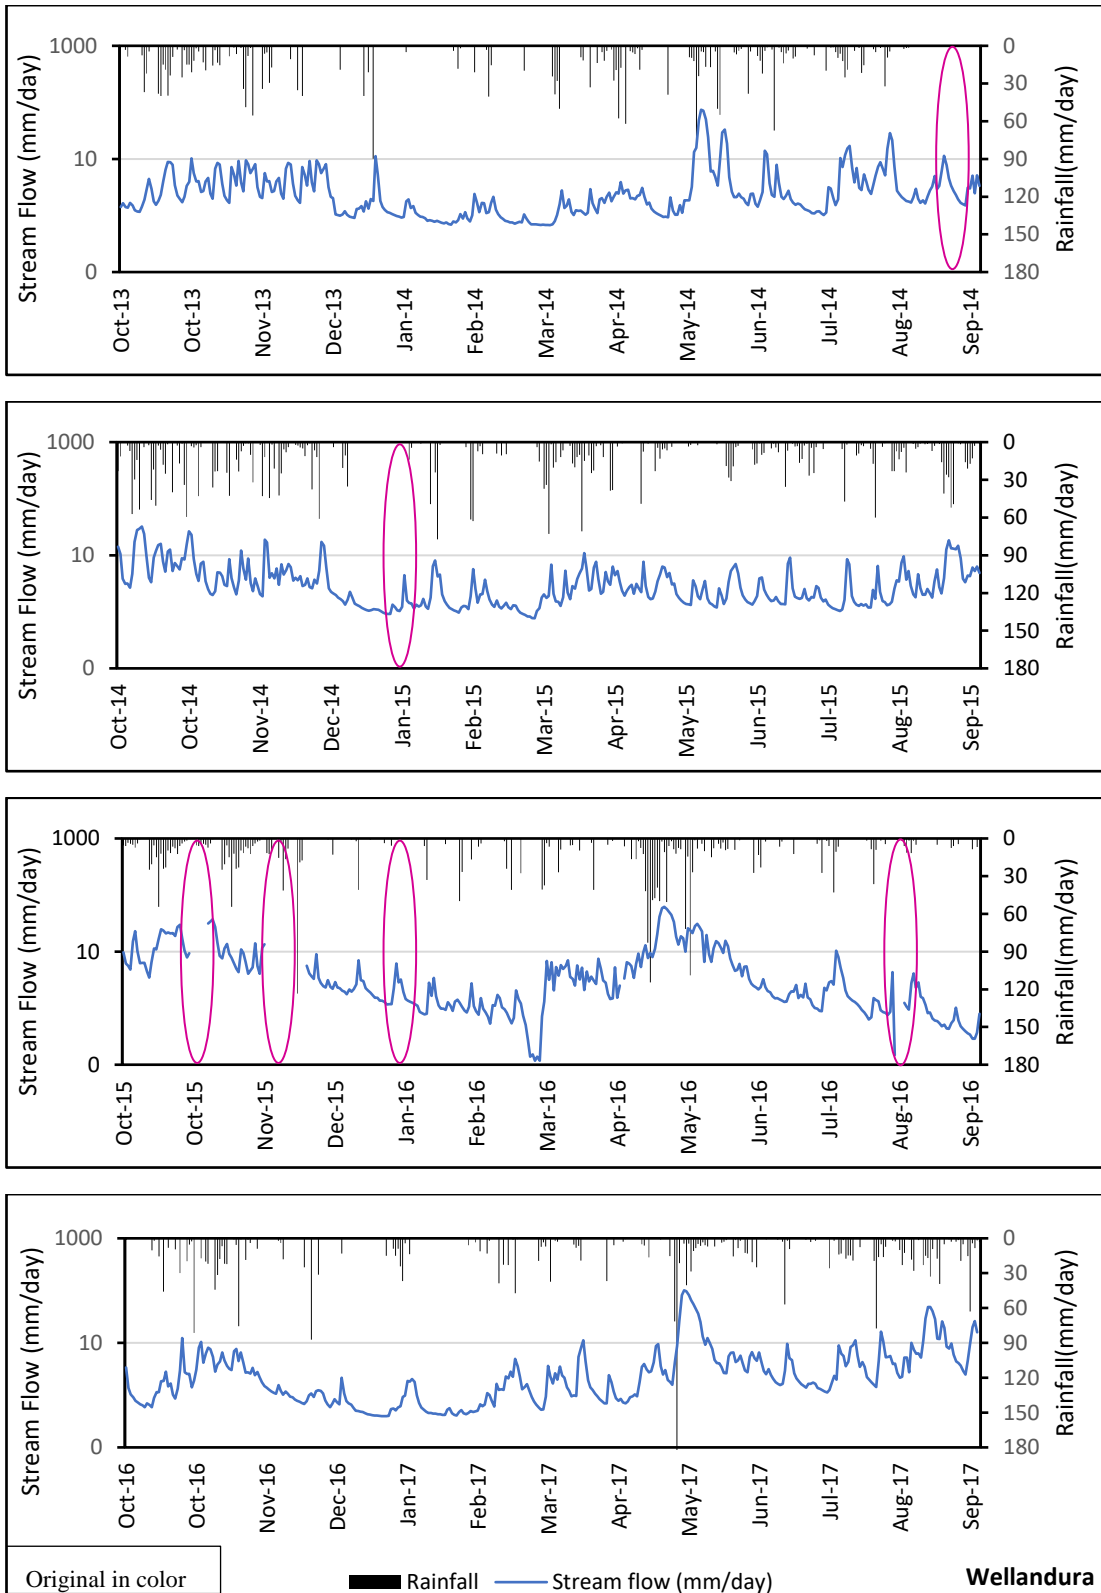 1000
10
0
Stream Flow (mm/day)
0
30
60
90
120
150
180
Rainfall(mm/day)
Oct-13
Oct-13
Nov-13
Dec-13
Jan-14
Feb-14
Mar-14
Apr-14
May-14
Jun-14
Jul-14
Aug-14
Sep-14
1000
10
0
Stream Flow (mm/day)
0
30
60
90
120
150
180
Rainfall(mm/day)
Oct-14
Oct-14
Nov-14
Dec-14
Jan-15
Feb-15
Mar-15
Apr-15
May-15
Jun-15
Jul-15
Aug-15
Sep-15
1000
10
0
Stream Flow (mm/day)
0
30
60
90
120
150
180
Rainfall(mm/day)
Oct-15
Oct-15
Nov-15
Dec-15
Jan-16
Feb-16
Mar-16
Apr-16
May-16
Jun-16
Jul-16
Aug-16
Sep-16
1000
10
0
Stream Flow (mm/day)
0
30
60
90
120
150
180
Rainfall(mm/day)
Oct-16
Oct-16
Nov-16
Dec-16
Jan-17
Feb-17
Mar-17
Apr-17
May-17
Jun-17
Jul-17
Aug-17
Sep-17
Original in color
Rainfall
Stream flow (mm/day)
Wellandura